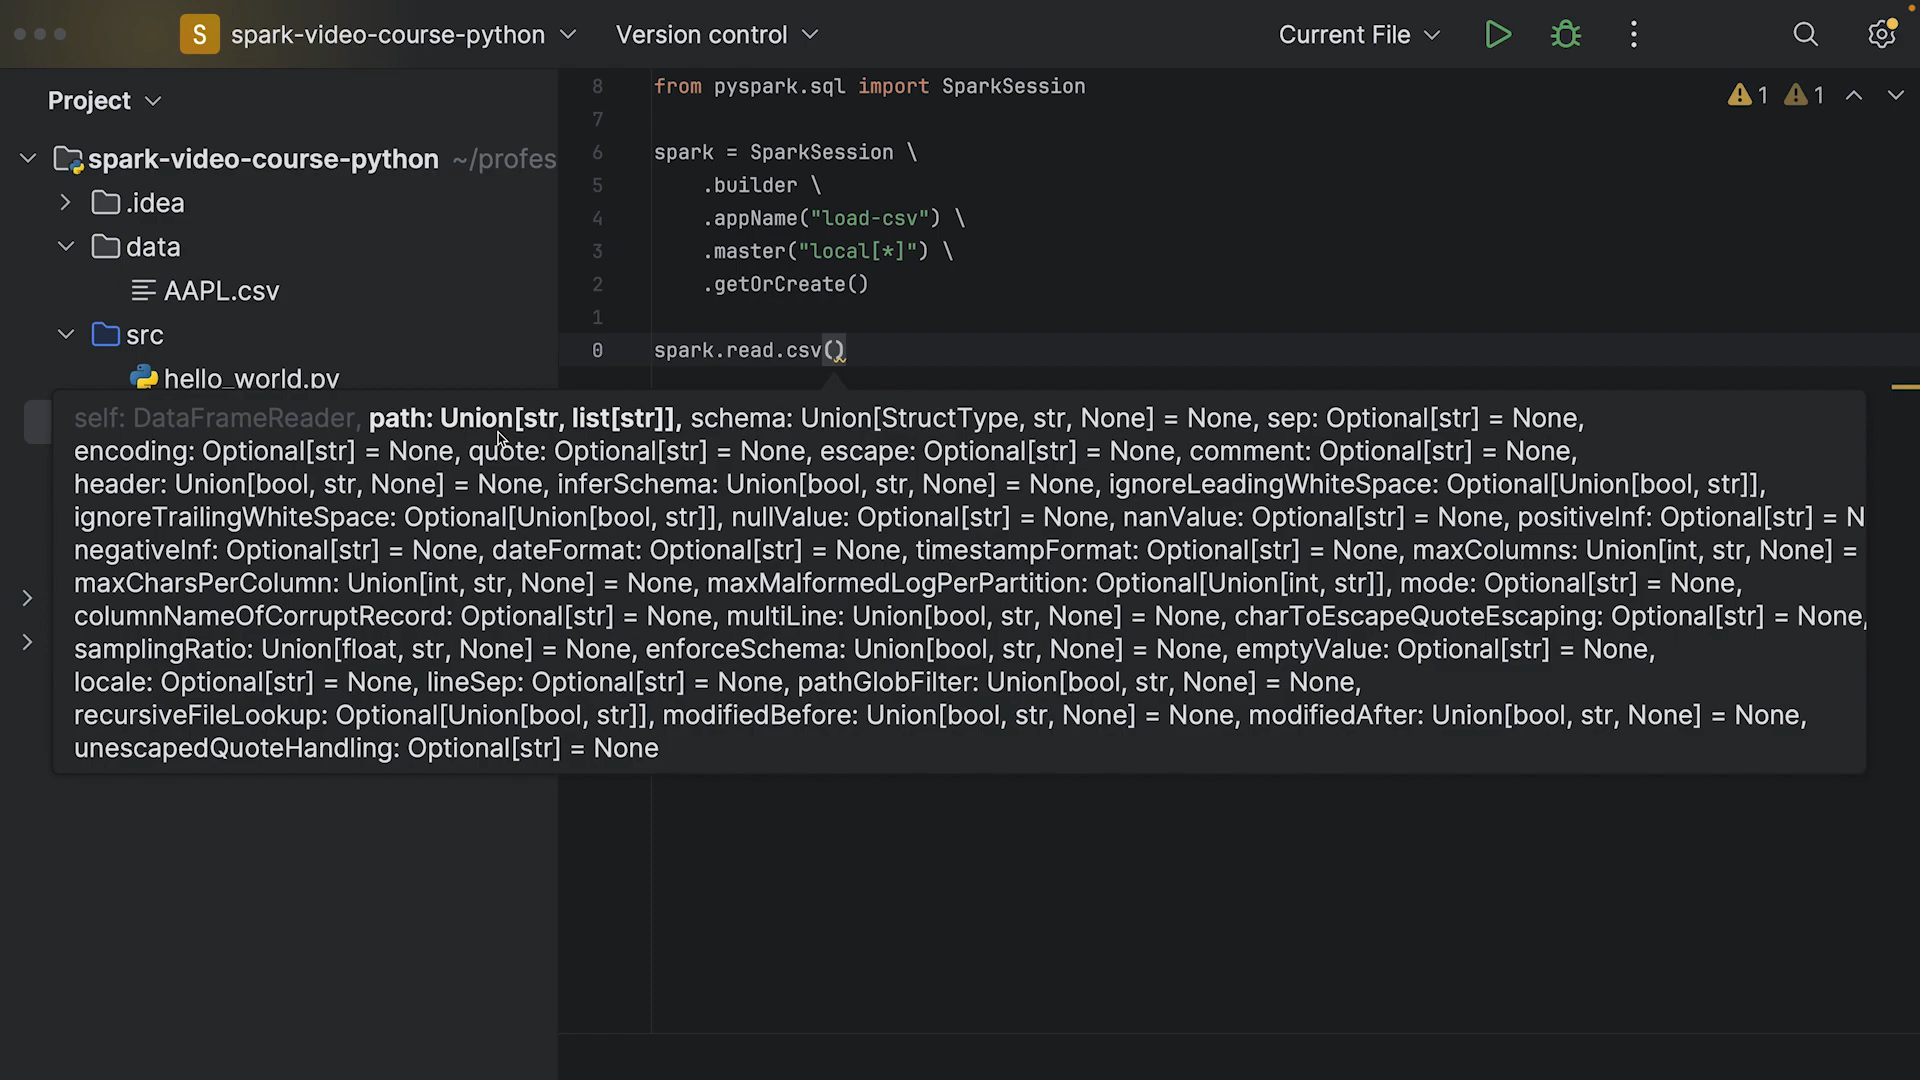 S spark-video-course-python Version control Current File
Project
spark-video-course-python ~/profes
.idea
data
AAPL.csv
src
hello_world.py
1 1
8 from pyspark.sql import SparkSession
7
6 spark = SparkSession \
5 .builder \
4 .appName("load-csv") \
3 .master("local[*]") \
2 .getOrCreate()
1
0 spark.read.csv()
self: DataFrameReader, path: Union[str, list[str]], schema: Union[StructType, str, None] = None, sep: Optional[str] = None,
encoding: Optional[str] = None, quote: Optional[str] = None, escape: Optional[str] = None, comment: Optional[str] = None,
header: Union[bool, str, None] = None, inferSchema: Union[bool, str, None] = None, ignoreLeadingWhiteSpace: Optional[Union[bool, str]],
ignoreTrailingWhiteSpace: Optional[Union[bool, str]], nullValue: Optional[str] = None, nanValue: Optional[str] = None, positiveInf: Optional[str] = N
negativeInf: Optional[str] = None, dateFormat: Optional[str] = None, timestampFormat: Optional[str] = None, maxColumns: Union[int, str, None] =
maxCharsPerColumn: Union[int, str, None] = None, maxMalformedLogPerPartition: Optional[Union[int, str]], mode: Optional[str] = None,
columnNameOfCorruptRecord: Optional[str] = None, multiLine: Union[bool, str, None] = None, charToEscapeQuoteEscaping: Optional[str] = None,
samplingRatio: Union[float, str, None] = None, enforceSchema: Union[bool, str, None] = None, emptyValue: Optional[str] = None,
locale: Optional[str] = None, lineSep: Optional[str] = None, pathGlobFilter: Union[bool, str, None] = None,
recursiveFileLookup: Optional[Union[bool, str]], modifiedBefore: Union[bool, str, None] = None, modifiedAfter: Union[bool, str, None] = None,
unescapedQuoteHandling: Optional[str] = None